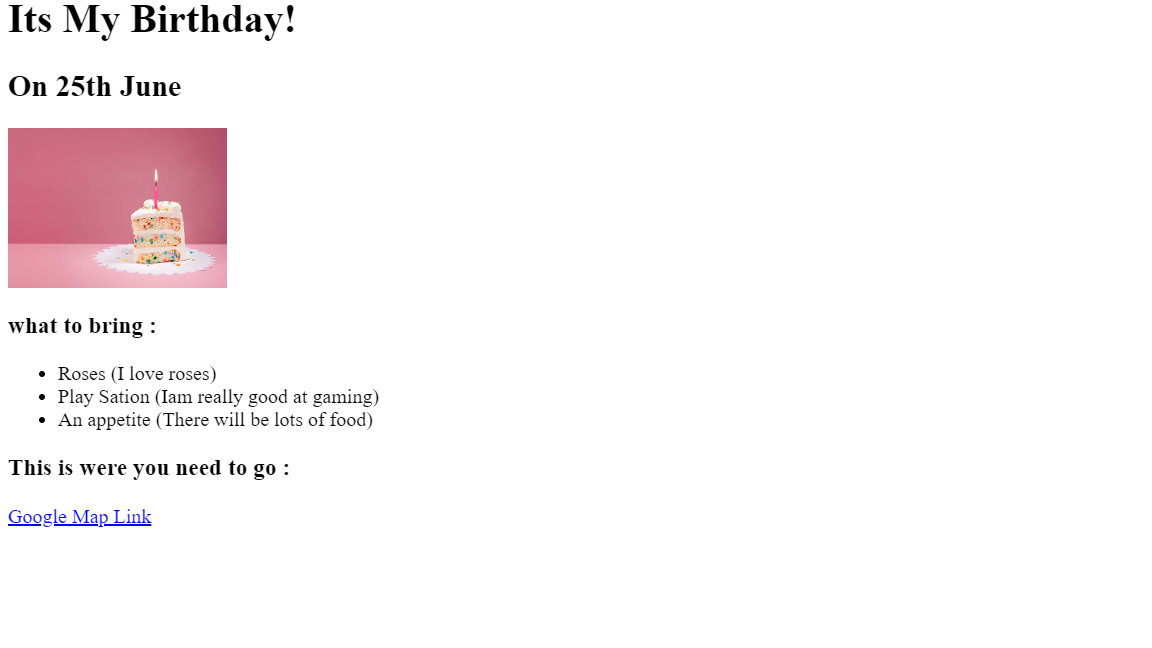 Its My Birthday!
On 25th June
what to bring :
Roses (I love roses)
Play Sation (Iam really good at gaming)
An appetite (There will be lots of food)
This is were you need to go :
Google Map Link